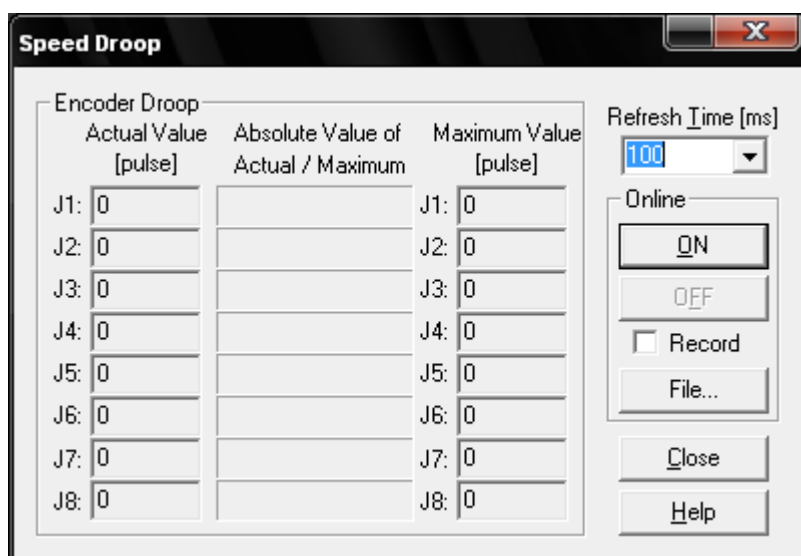 Speed Droop
Encoder Droop
Actual Value [pulse]
Absolute Value of Actual / Maximum
Maximum Value [pulse]
J1: 0 J1: 0
J2: 0 J2: 0
J3: 0 J3: 0
J4: 0 J4: 0
J5: 0 J5: 0
J6: 0 J6: 0
J7: 0 J7: 0
J8: 0 J8: 0
Refresh Time [ms]
100
Online
ON
OFF
Record
File...
Close
Help